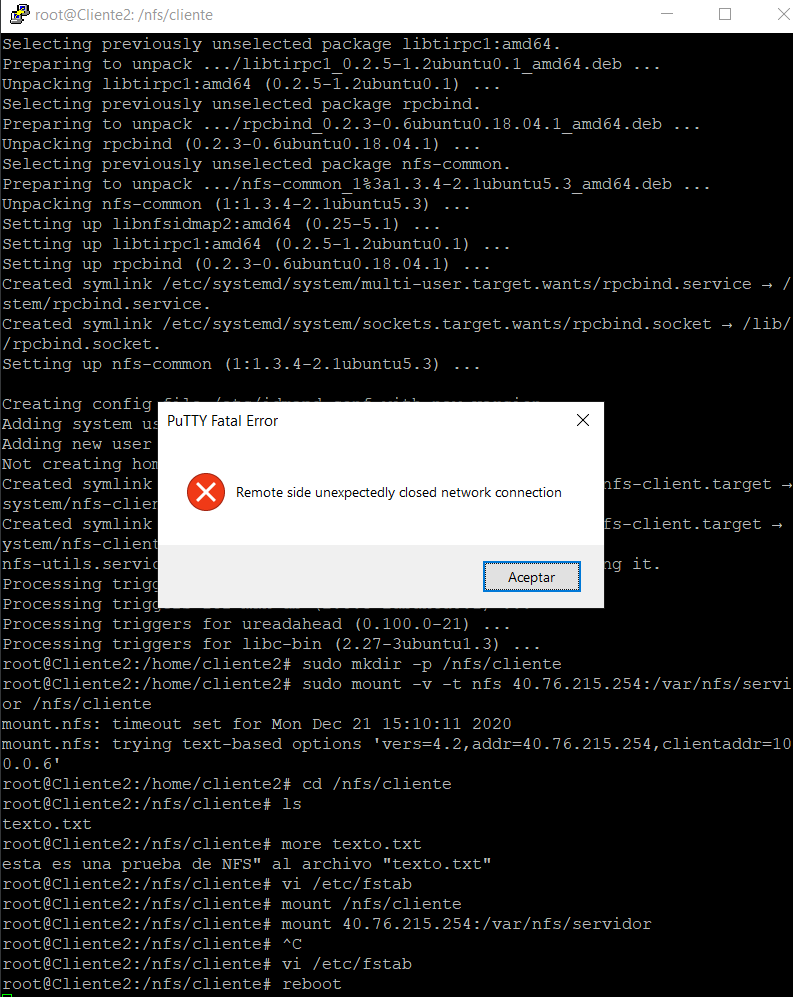 root@Cliente2: /nfs/cliente
Selecting previously unselected package libtirpc1:amd64.
Preparing to unpack .../libtirpc1_0.2.5-1.2ubuntu0.1_amd64.deb ...
Unpacking libtirpc1:amd64 (0.2.5-1.2ubuntu0.1) ...
Selecting previously unselected package rpcbind.
Preparing to unpack .../rpcbind_0.2.3-0.6ubuntu0.18.04.1_amd64.deb ...
Unpacking rpcbind (0.2.3-0.6ubuntu0.18.04.1) ...
Selecting previously unselected package nfs-common.
Preparing to unpack .../nfs-common_1%3a1.3.4-2.1ubuntu5.3_amd64.deb ...
Unpacking nfs-common (1:1.3.4-2.1ubuntu5.3) ...
Setting up libnfsidmap2:amd64 (0.25-5.1) ...
Setting up libtirpc1:amd64 (0.2.5-1.2ubuntu0.1) ...
Setting up rpcbind (0.2.3-0.6ubuntu0.18.04.1) ...
Created symlink /etc/systemd/system/multi-user.target.wants/rpcbind.service → /
stem/rpcbind.service.
Created symlink /etc/systemd/system/sockets.target.wants/rpcbind.socket → /lib/
/rpcbind.socket.
Setting up nfs-common (1:1.3.4-2.1ubuntu5.3) ...
Creating config
Adding system us
Adding new user
Not creating hom
Created symlink nfs-client.target →
system/nfs-clien
Created symlink fs-client.target →
ystem/nfs-client
nfs-utils.servic ng it.
Processing trigg
Processing
Processing triggers for ureadahead (0.100.0-21) ...
Processing triggers for libc-bin (2.27-3ubuntu1.3) ...
root@Cliente2:/home/cliente2# sudo mkdir -p /nfs/cliente
root@Cliente2:/home/cliente2# sudo mount -v -t nfs 40.76.215.254:/var/nfs/servi
or /nfs/cliente
mount.nfs: timeout set for Mon Dec 21 15:10:11 2020
mount.nfs: trying text-based options 'vers=4.2,addr=40.76.215.254,clientaddr=10
0.0.6'
root@Cliente2:/home/cliente2# cd /nfs/cliente
root@Cliente2:/nfs/cliente# ls
texto.txt
root@Cliente2:/nfs/cliente# more texto.txt
esta es una prueba de NFS" al archivo "texto.txt"
root@Cliente2:/nfs/cliente# vi /etc/fstab
root@Cliente2:/nfs/cliente# mount /nfs/cliente
root@Cliente2:/nfs/cliente# mount 40.76.215.254:/var/nfs/servidor
root@Cliente2:/nfs/cliente# ^C
root@Cliente2:/nfs/cliente# vi /etc/fstab
root@Cliente2:/nfs/cliente# reboot
PuTTY Fatal Error
Remote side unexpectedly closed network connection
Aceptar